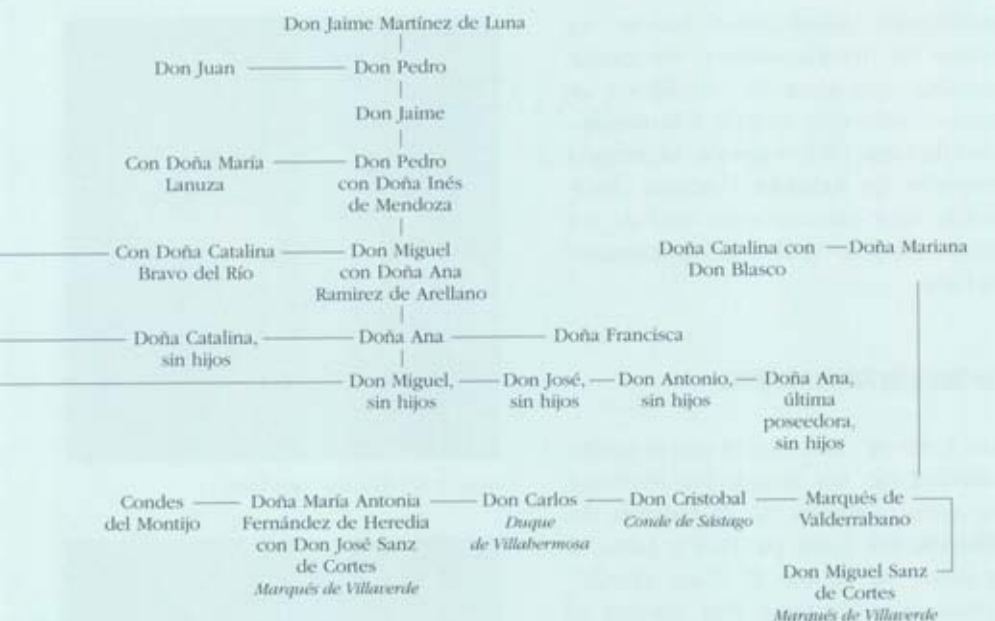 Don Jaime Martínez de Luna
Don Juan
Don Pedro
Don Jaime
Con Doña María
Lanuza
Don Pedro
con Doña Inés
de Mendoza
Con Doña Catalina
Bravo del Río
Don Miguel
con Doña Ana
Ramirez de Arellano
Doña Catalina con
Don Blasco
Doña Mariana
Doña Catalina,
sin hijos
Doña Ana
Doña Francisca
Don Miguel,
sin hijos
Don José,
sin hijos
Don Antonio,
sin hijos
Doña Ana,
última
poseedora,
sin hijos
Condes
del Montijo
Doña María Antonia
Fernández de Heredia
con Don José Sanz
de Cortes
Marqués de Villaverde
Don Carlos
Duque
de Villahermosa
Don Cristobal
Conde de Sástago
Marqués de
Valderrabano
Don Miguel Sanz
de Cortes
Marqués de Villaverde